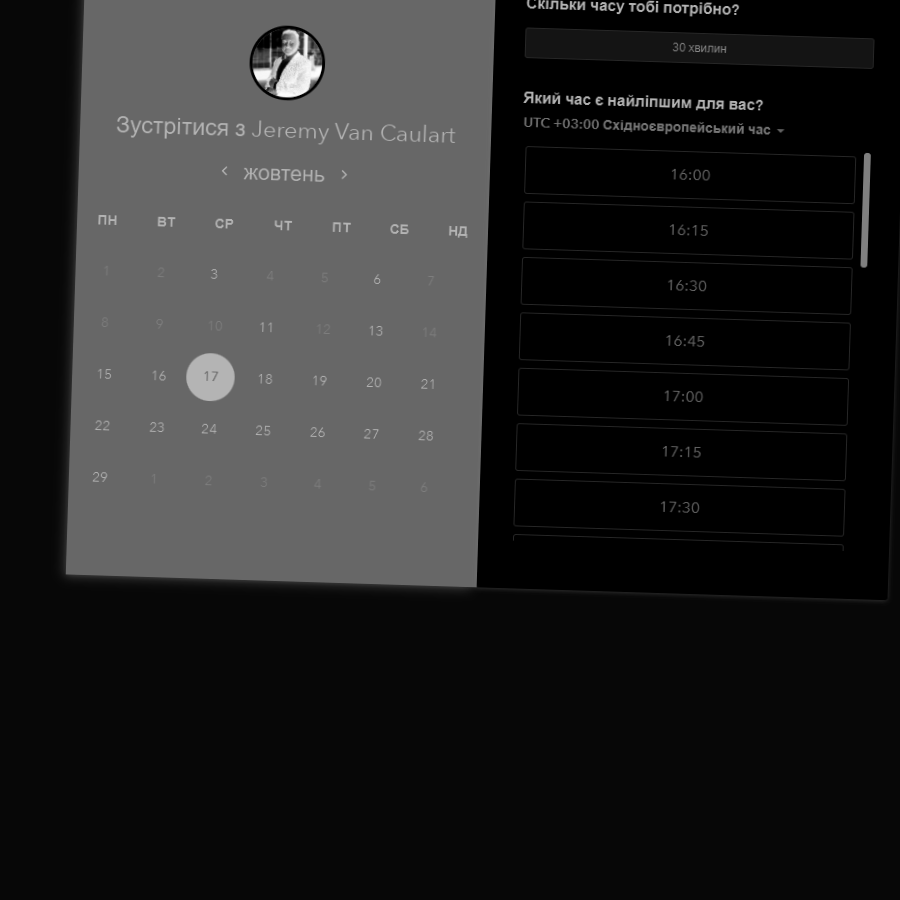 Зустрітися з Jeremy Van Caulart
‹ жовтень ›
ПН ВТ СР ЧТ ПТ СБ НД
1 2 3 4 5 6 7
8 9 10 11 12 13 14
15 16 17 18 19 20 21
22 23 24 25 26 27 28
29 1 2 3 4 5 6
Скільки часу тобі потрібно?
30 хвилин
Який час є найліпшим для вас?
UTC +03:00 Східноєвропейський час
16:00
16:15
16:30
16:45
17:00
17:15
17:30